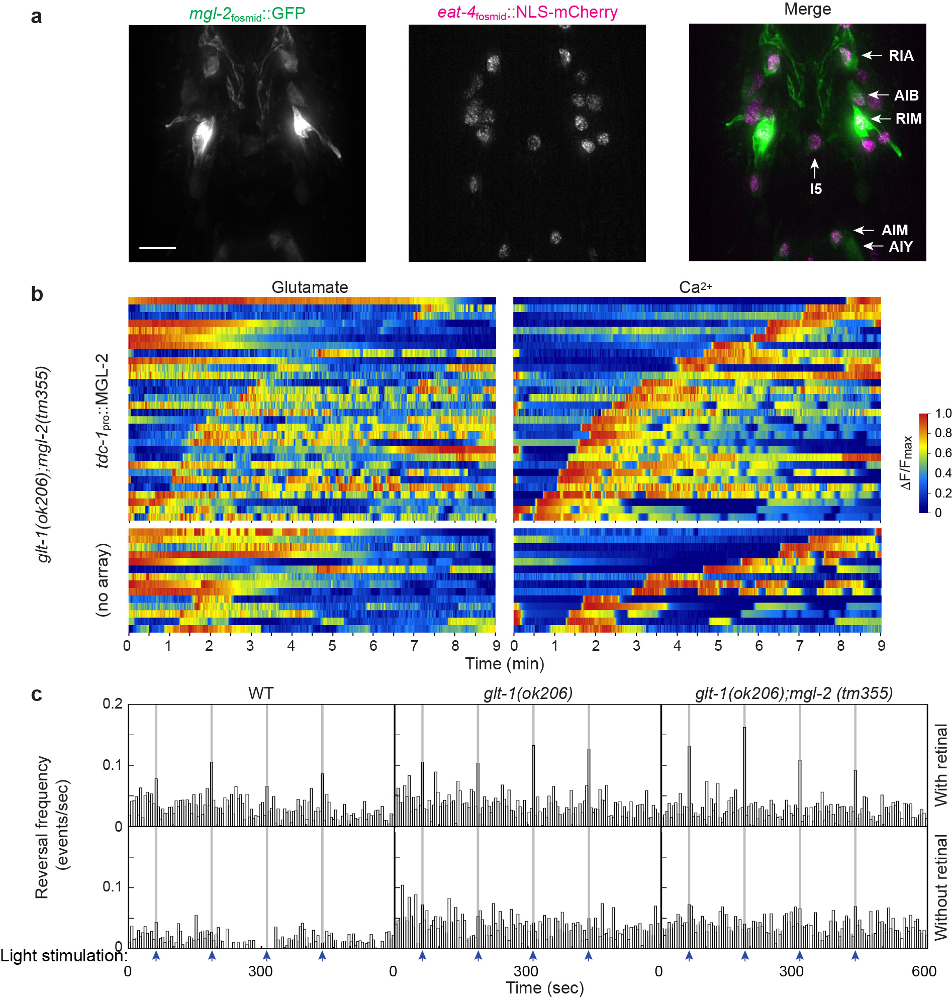 a
mgl-2fosmid::GFP
eat-4fosmid::NLS-mCherry
Merge
RIA
AIB
RIM
I5
AIM
AIY
b
Glutamate
Ca2+
glt-1(ok206);mgl-2(tm355)
tdc-1pro::MGL-2
(no array)
ΔF/Fmax
1.0
0.8
0.6
0.4
0.2
0
0 1 2 3 4 5 6 7 8 9
0 1 2 3 4 5 6 7 8 9
Time (min)
c
WT
glt-1(ok206)
glt-1(ok206);mgl-2 (tm355)
Reversal frequency
(events/sec)
0.2
0.1
0
0.1
0
With retinal
Without retinal
Light stimulation:
0 300 0 300 0 300 600
Time (sec)